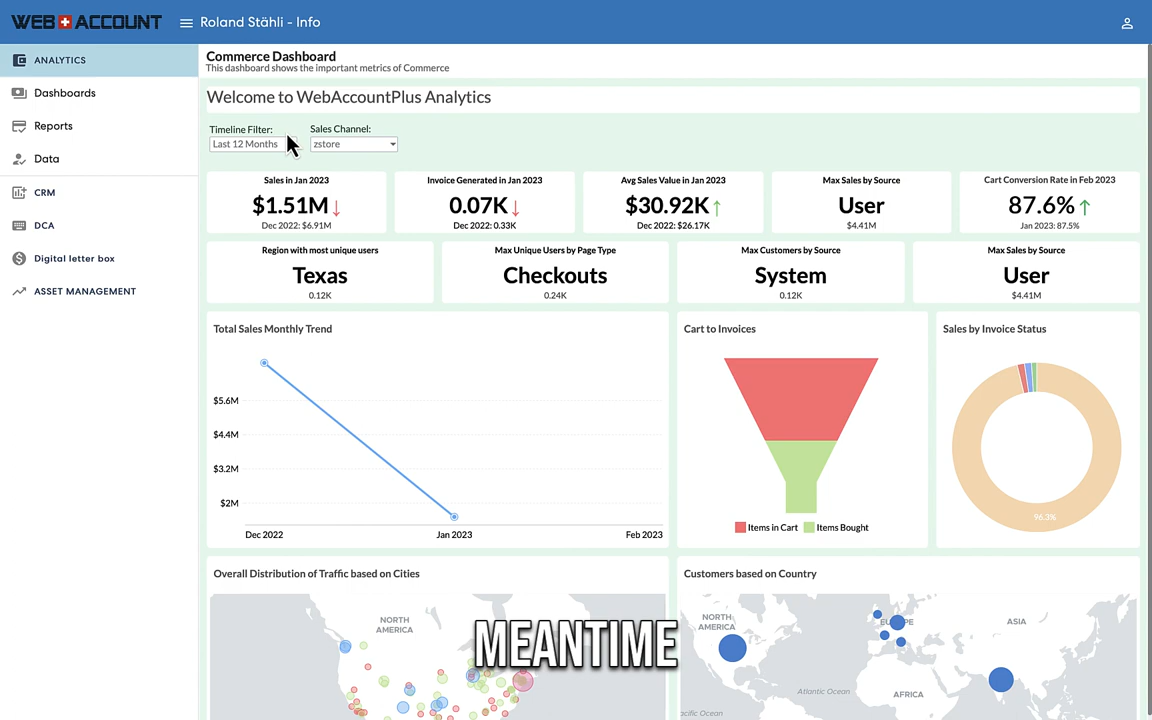 WEB ACCOUNT
Roland Stähli - Info
ANALYTICS
Dashboards
Reports
Data
CRM
DCA
Digital letter box
ASSET MANAGEMENT
Commerce Dashboard
This dashboard shows the important metrics of Commerce
Welcome to WebAccountPlus Analytics
Timeline Filter:
Last 12 Months
Sales Channel:
zstore
Sales in Jan 2023
$1.51M
Dec 2022: $6.91M
Invoice Generated in Jan 2023
0.07K
Dec 2022: 0.33K
Avg Sales Value in Jan 2023
$30.92K
Dec 2022: $26.17K
Max Sales by Source
User
$4.41M
Cart Conversion Rate in Feb 2023
87.6%
Jan 2023: 87.5%
Region with most unique users
Texas
0.12K
Max Unique Users by Page Type
Checkouts
0.24K
Max Customers by Source
System
0.12K
Max Sales by Source
User
$4.41M
Total Sales Monthly Trend
$5.6M
$4.4M
$3.2M
$2M
Dec 2022
Jan 2023
Feb 2023
Cart to Invoices
Items in Cart
Items Bought
Sales by Invoice Status
96.3%
Overall Distribution of Traffic based on Cities
NORTH
AMERICA
Customers based on Country
NORTH
AMERICA
ASIA
Atlantic Ocean
AFRICA
Ocean
MEANTIME